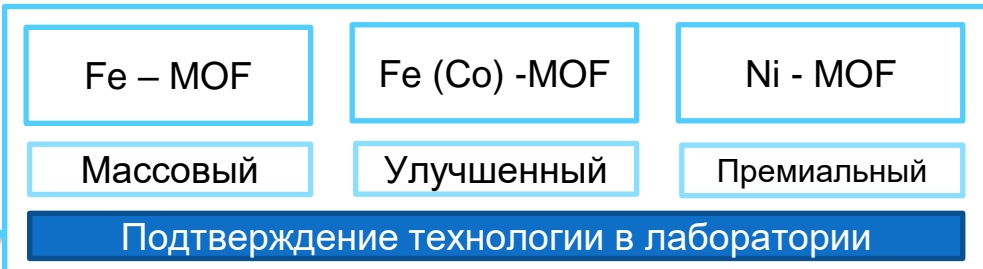 Fe – MOF
Fe (Co) -MOF
Ni - MOF
Массовый
Улучшенный
Премиальный
Подтверждение технологии в лаборатории